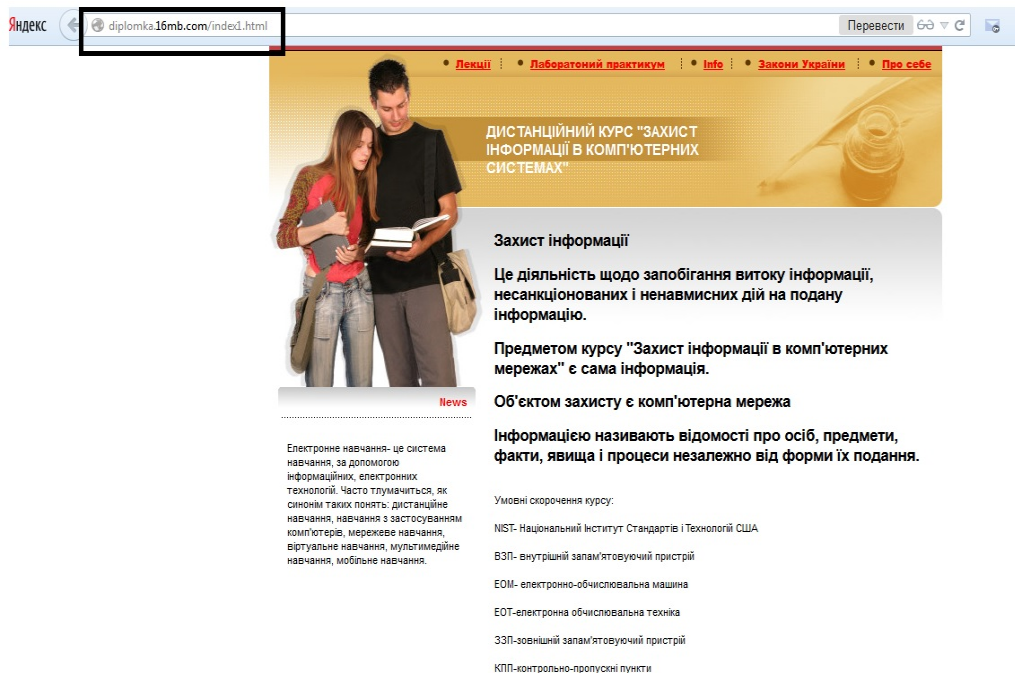 Яндекс
diplomka.16mb.com/index1.html
Перевести
Лекції
Лабораторний практикум
Info
Закони України
Про себе
ДИСТАНЦІЙНИЙ КУРС "ЗАХИСТ
ІНФОРМАЦІЇ В КОМП'ЮТЕРНИХ
СИСТЕМАХ"
Захист інформації
Це діяльність щодо запобігання витоку інформації,
несанкціонованих і ненавмисних дій на подану
інформацію.
Предметом курсу "Захист інформації в комп'ютерних
мережах" є сама інформація.
Об'єктом захисту є комп'ютерна мережа
Інформацією називають відомості про осіб, предмети,
факти, явища і процеси незалежно від форми їх подання.
Умовні скорочення курсу:
NIST- Національний Інститут Стандартів і Технологій США
ВЗП- внутрішній запам'ятовуючий пристрій
ЕОМ- електронно-обчислювальна машина
ЕОТ-електронна обчислювальна техніка
ЗЗП-зовнішній запам'ятовуючий пристрій
КПП-контрольно-пропускні пункти
News
Електронне навчання- це система
навчання, за допомогою
інформаційних, електронних
технологій. Часто тлумачиться, як
синонім таких понять: дистанційне
навчання, навчання з застосуванням
комп'ютерів, мережеве навчання,
віртуальне навчання, мультимедійне
навчання, мобільне навчання.